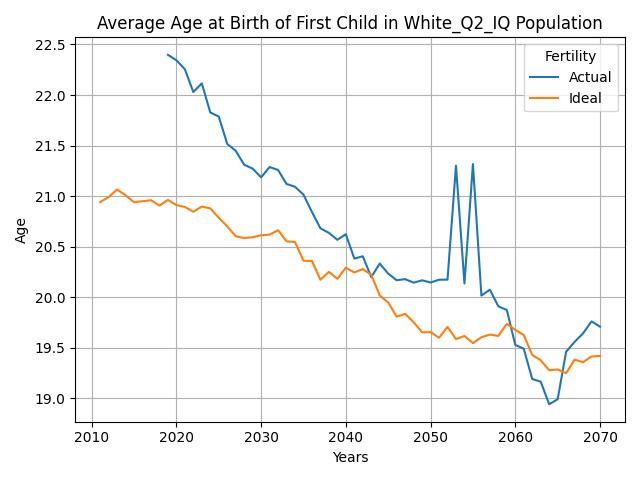 Average Age at Birth of First Child in White_Q2_IQ Population
Fertility
Actual
Ideal
Age
22.5
22.0
21.5
21.0
20.5
20.0
19.5
19.0
2010 2020 2030 2040 2050 2060 2070
Years